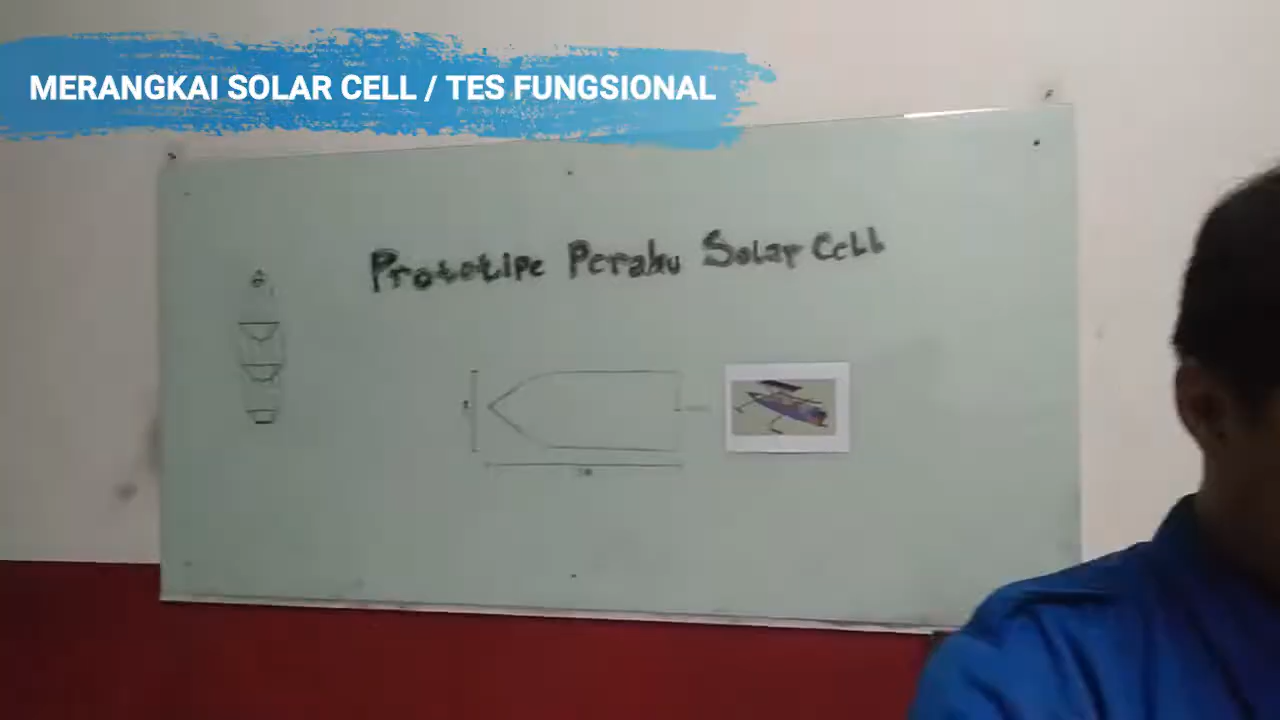 MERANGKAI SOLAR CELL / TES FUNGSIONAL
Prototipe Perahu Solar Cell